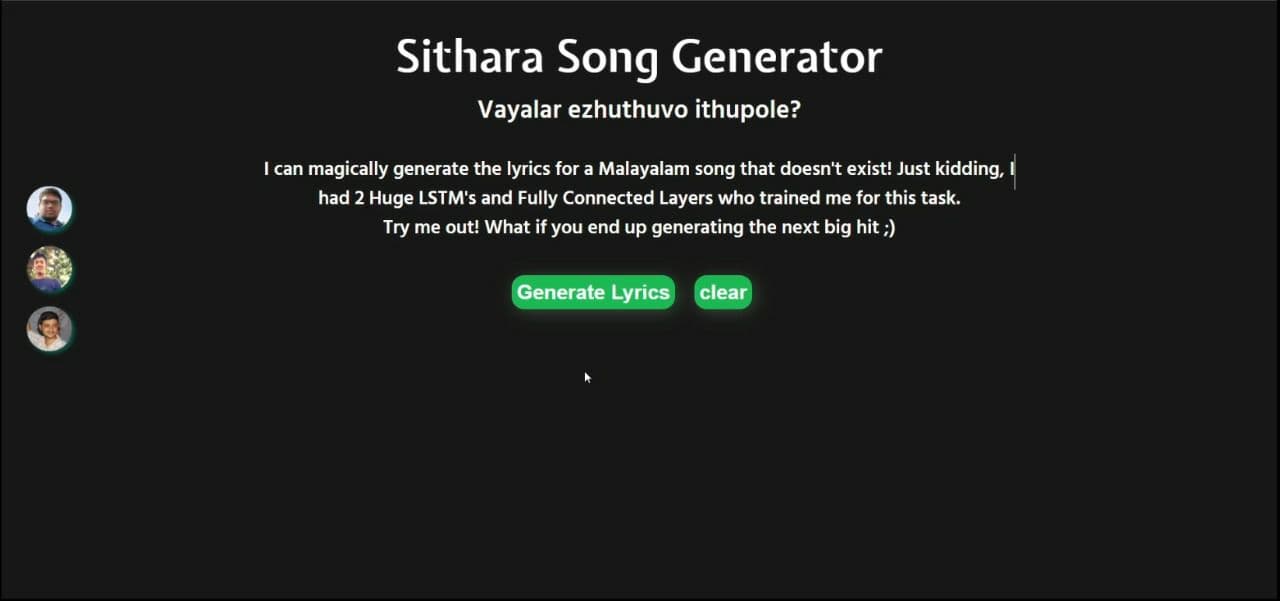 Sithara Song Generator
Vayalar ezhuthuvo ithupole?
I can magically generate the lyrics for a Malayalam song that doesn't exist! Just kidding, I
had 2 Huge LSTM's and Fully Connected Layers who trained me for this task.
Try me out! What if you end up generating the next big hit ;)
Generate Lyrics
clear